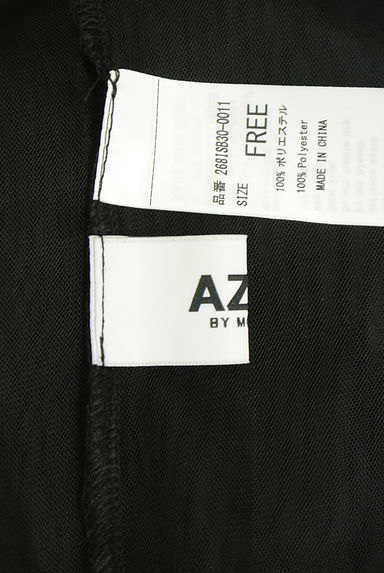 品番 268ISB30-0011
SIZE FREE
100% ポリエステル
100% Polyester
MADE IN CHINA
AZ
BY M